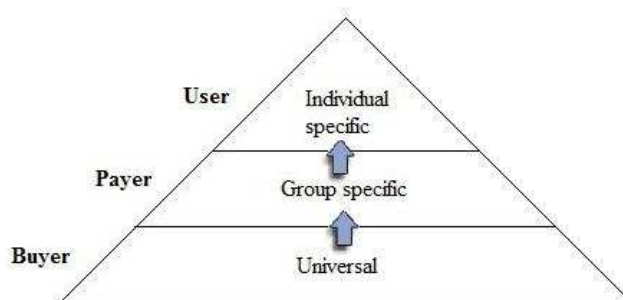 User
Individual
specific
Payer
Group specific
Buyer
Universal